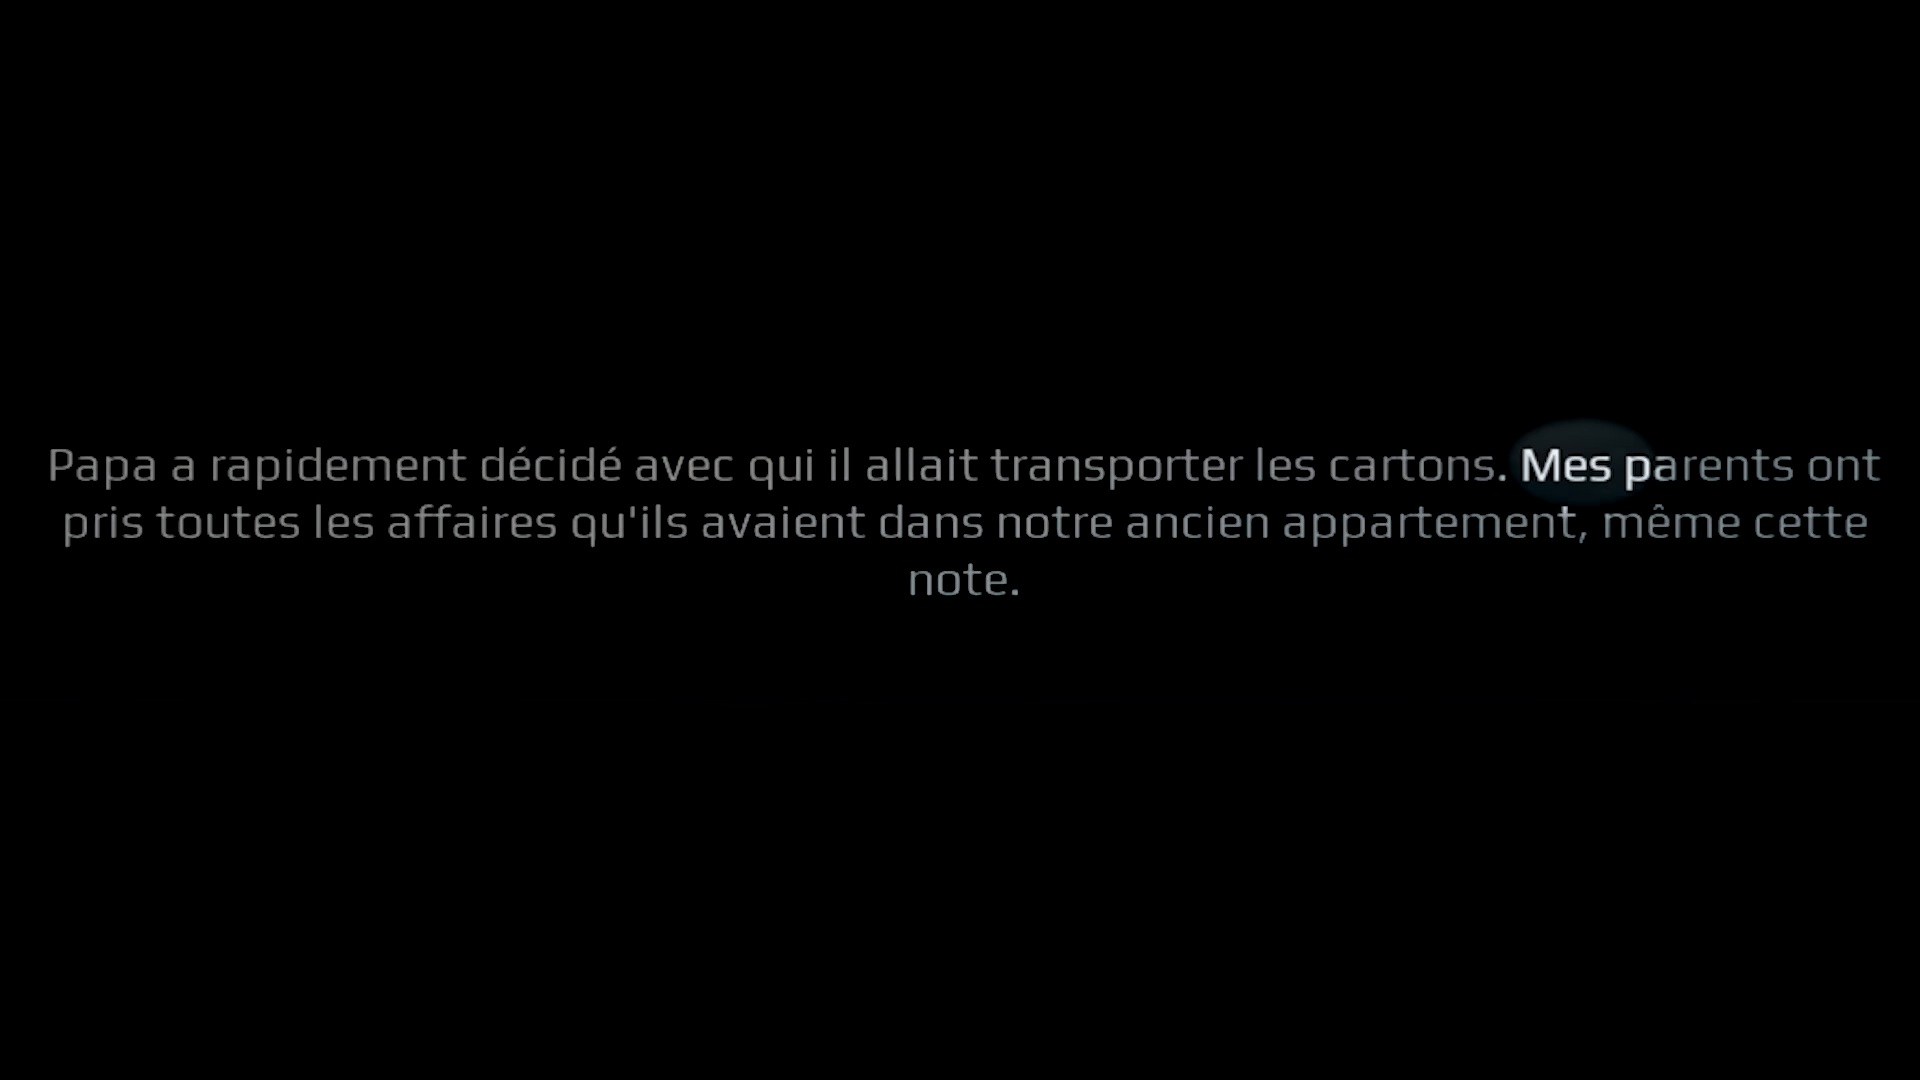 Papa a rapidement décidé avec qui il allait transporter les cartons. Mes parents ont
pris toutes les affaires qu'ils avaient dans notre ancien appartement, même cette
note.